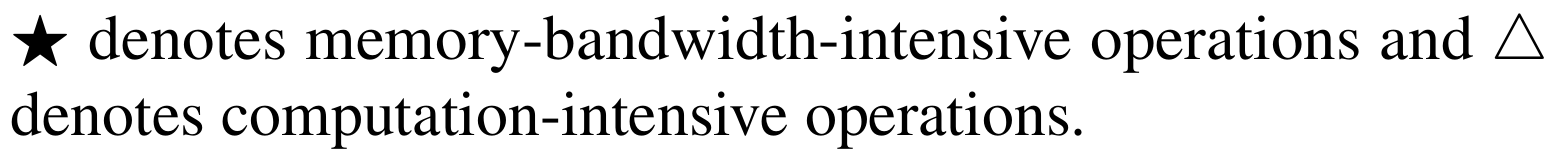 ★ denotes memory-bandwidth-intensive operations and △
denotes computation-intensive operations.